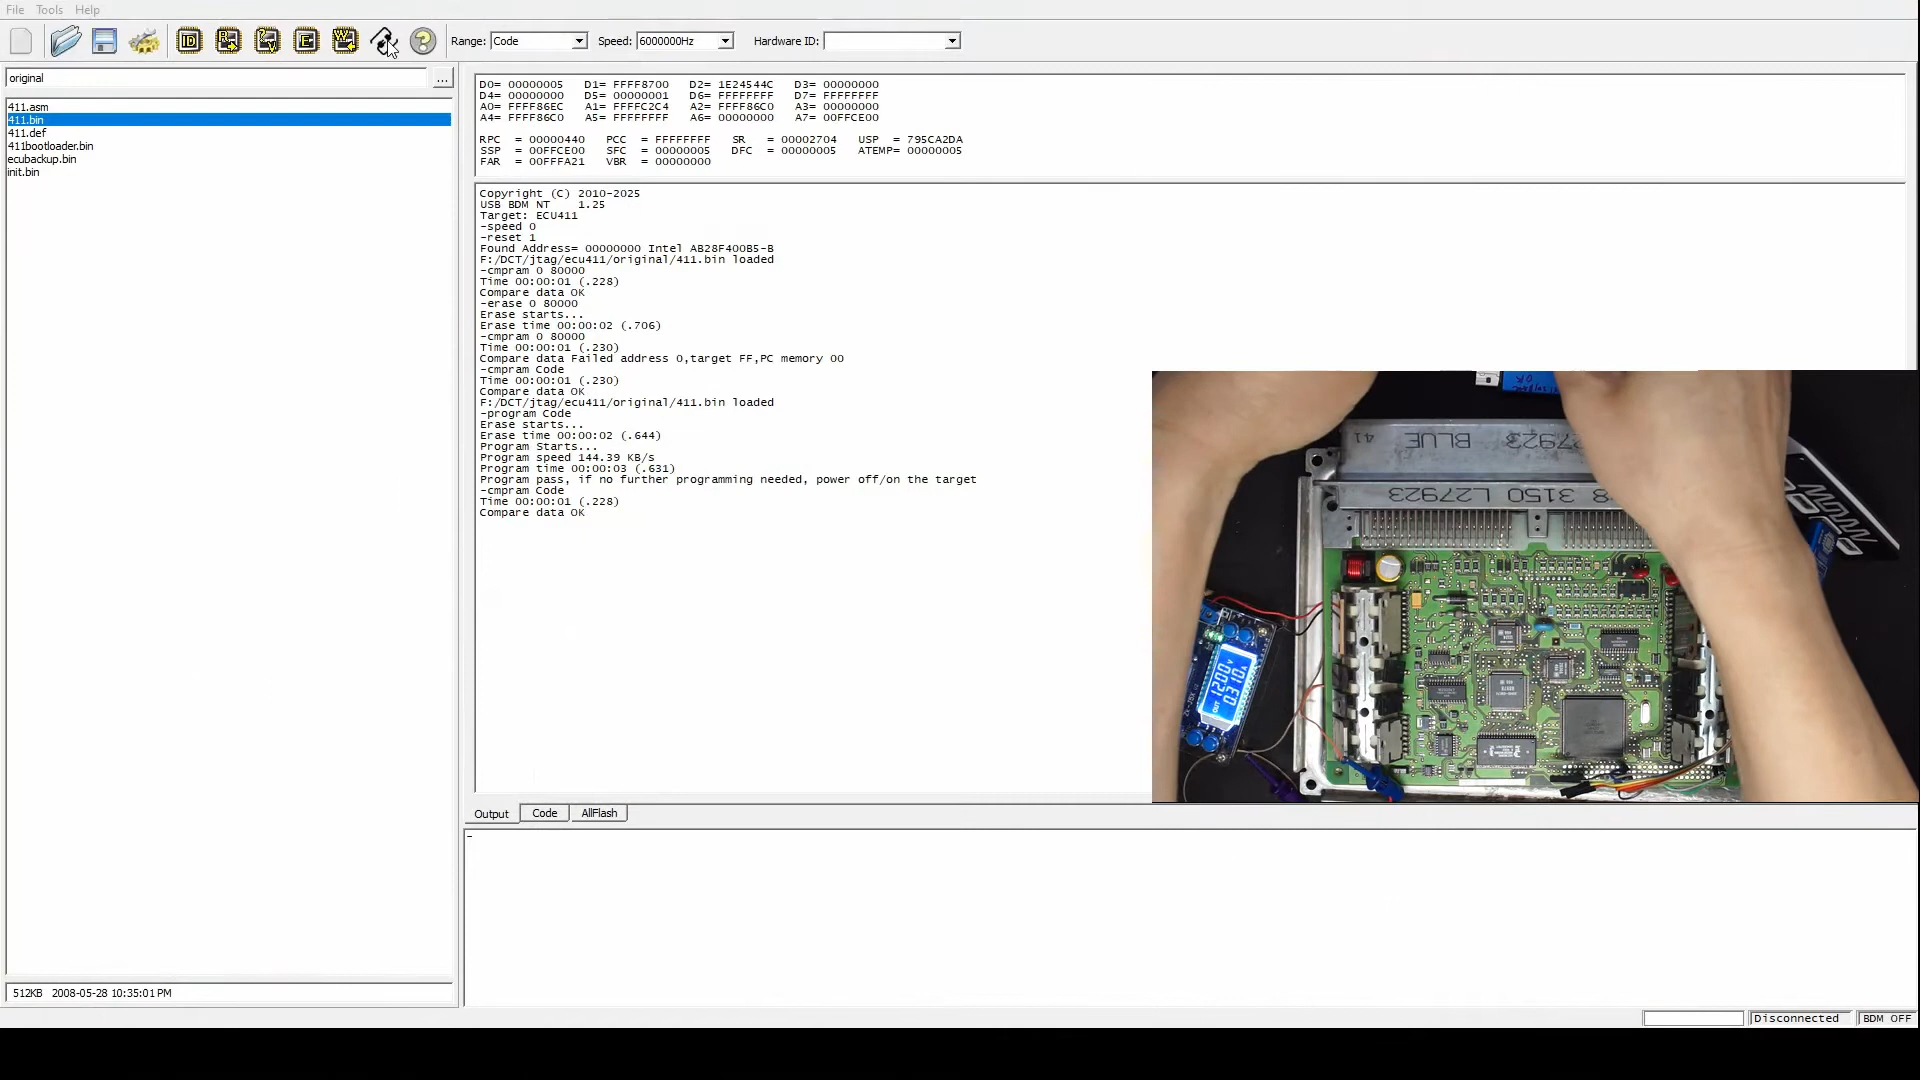 File Tools Help
Range: Code Speed: 6000000Hz Hardware ID:
original ...
411.asm
411.bin
411.def
411bootloader.bin
ecubackup.bin
init.bin
512KB 2008-05-28 10:35:01 PM
D0= 00000005 D1= FFFF8700 D2= 1E24544C D3= 00000000
D4= 00000000 D5= 00000001 D6= FFFFFFFF D7= FFFFFFFF
A0= FFFF86EC A1= FFFFC2C4 A2= FFFF86C0 A3= 00000000
A4= FFFF86C0 A5= FFFFFFFF A6= 00000000 A7= 00FFCE00
RPC = 00000440 PCC = FFFFFFFF SR = 00002704 USP = 795CA2DA
SSP = 00FFCE00 SFC = 00000005 DFC = 00000005 ATEMP= 00000005
FAR = 00FFFA21 VBR = 00000000
Copyright (C) 2010-2025
USB BDM NT 1.25
Target: ECU411
-speed 0
-reset 1
Found Address= 00000000 Intel AB28F400B5-B
F:/DCT/jtag/ecu411/original/411.bin loaded
-cmpram 0 80000
Time 00:00:01 (.228)
Compare data OK
-erase 0 80000
Erase starts...
Erase time 00:00:02 (.706)
-cmpram 0 80000
Time 00:00:01 (.230)
Compare data Failed address 0,target FF,PC memory 00
-cmpram Code
Time 00:00:01 (.230)
Compare data OK
F:/DCT/jtag/ecu411/original/411.bin loaded
-program Code
Erase starts...
Erase time 00:00:02 (.644)
Program Starts...
Program speed 144.39 KB/s
Program time 00:00:03 (.631)
Program pass, if no further programming needed, power off/on the target
-cmpram Code
Time 00:00:01 (.228)
Compare data OK
41 BLUE
8 3150 L27923
OUT 12.00 V
0.310 A
Output Code AllFlash
-
Disconnected BDM OFF